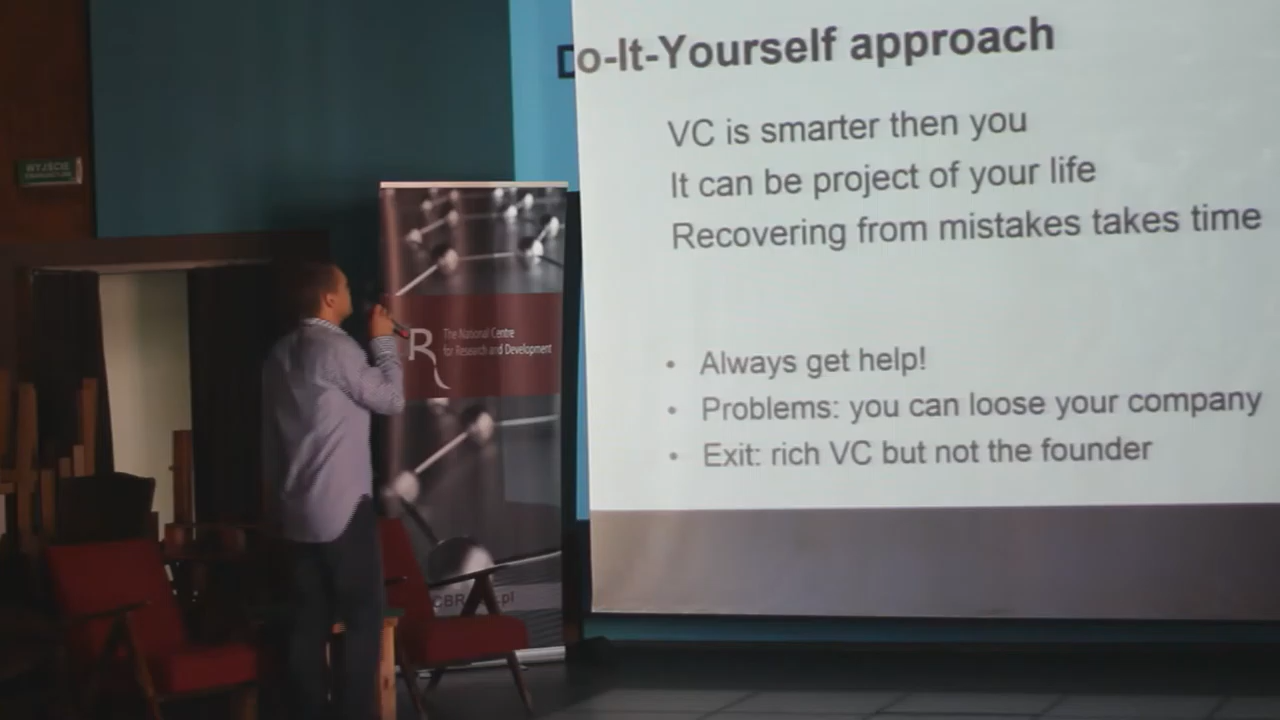 Do-It-Yourself approach
VC is smarter then you
It can be project of your life
Recovering from mistakes takes time
• Always get help!
• Problems: you can loose your company
• Exit: rich VC but not the founder
WYJŚCIE
The National Centre
for Research and Development